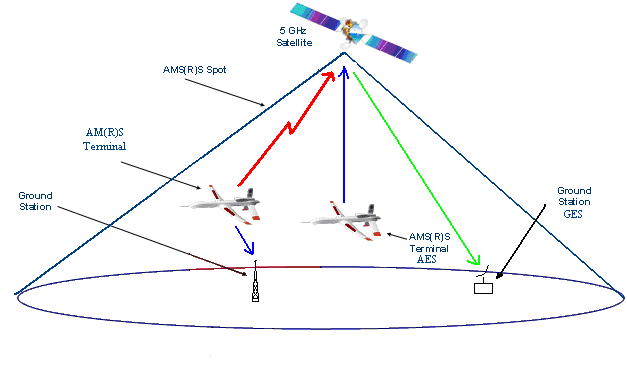 5 GHz
Satellite
AMS(R)S Spot
AM(R)S
Terminal
Ground
Station
Ground
Station
GES
AMS(R)S
Terminal
AES